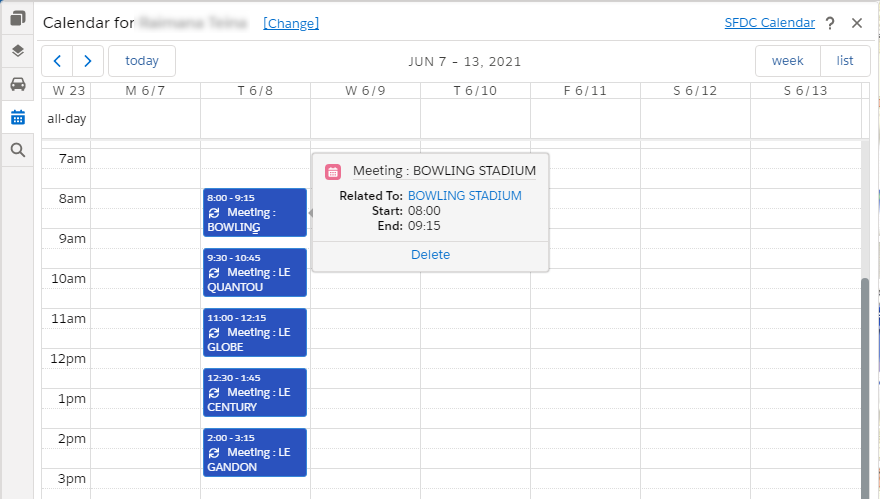 Calendar for [Change] SFDC Calendar ?
today JUN 7 – 13, 2021 week list
W 23 M 6/7 T 6/8 W 6/9 T 6/10 F 6/11 S 6/12 S 6/13
all-day
7am
8am
9am
10am
11am
12pm
1pm
2pm
3pm
8:00 - 9:15
Meeting :
BOWLING
9:30 - 10:45
Meeting : LE
QUANTOU
11:00 - 12:15
Meeting : LE
GLOBE
12:30 - 1:45
Meeting : LE
CENTURY
2:00 - 3:15
Meeting : LE
GANDON
Meeting : BOWLING STADIUM
Related To: BOWLING STADIUM
Start: 08:00
End: 09:15
Delete